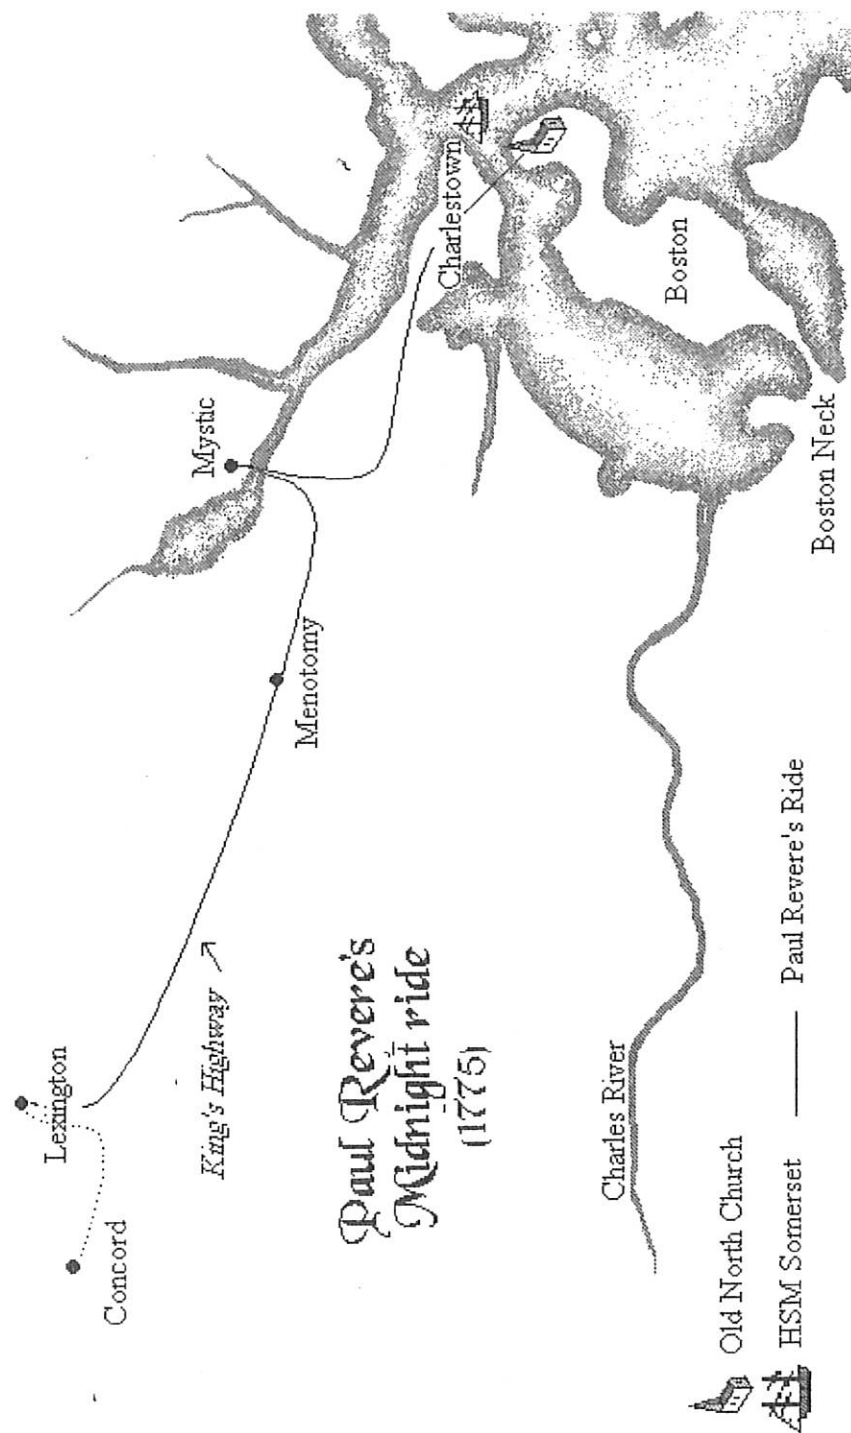 Concord
Lexington
King's Highway
Menotomy
Mystic
Charlestown
Paul Revere's
Midnight ride
(1775)
Boston
Charles River
Boston Neck
Old North Church
HSM Somerset
Paul Revere's Ride